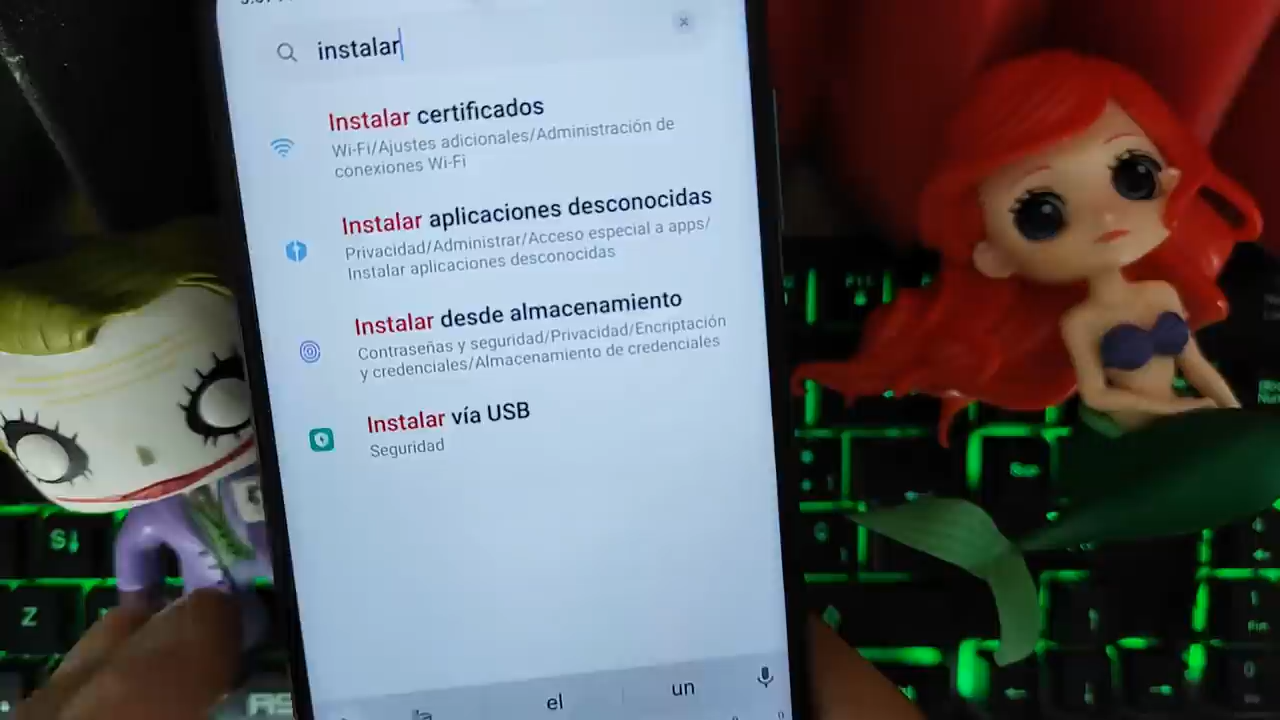 instalar
Instalar certificados
Wi-Fi/Ajustes adicionales/Administración de
conexiones Wi-Fi
Instalar aplicaciones desconocidas
Privacidad/Administrar/Acceso especial a apps/
Instalar aplicaciones desconocidas
Instalar desde almacenamiento
Contraseñas y seguridad/Privacidad/Encriptación
y credenciales/Almacenamiento de credenciales
Instalar vía USB
Seguridad
el
un
S
Z